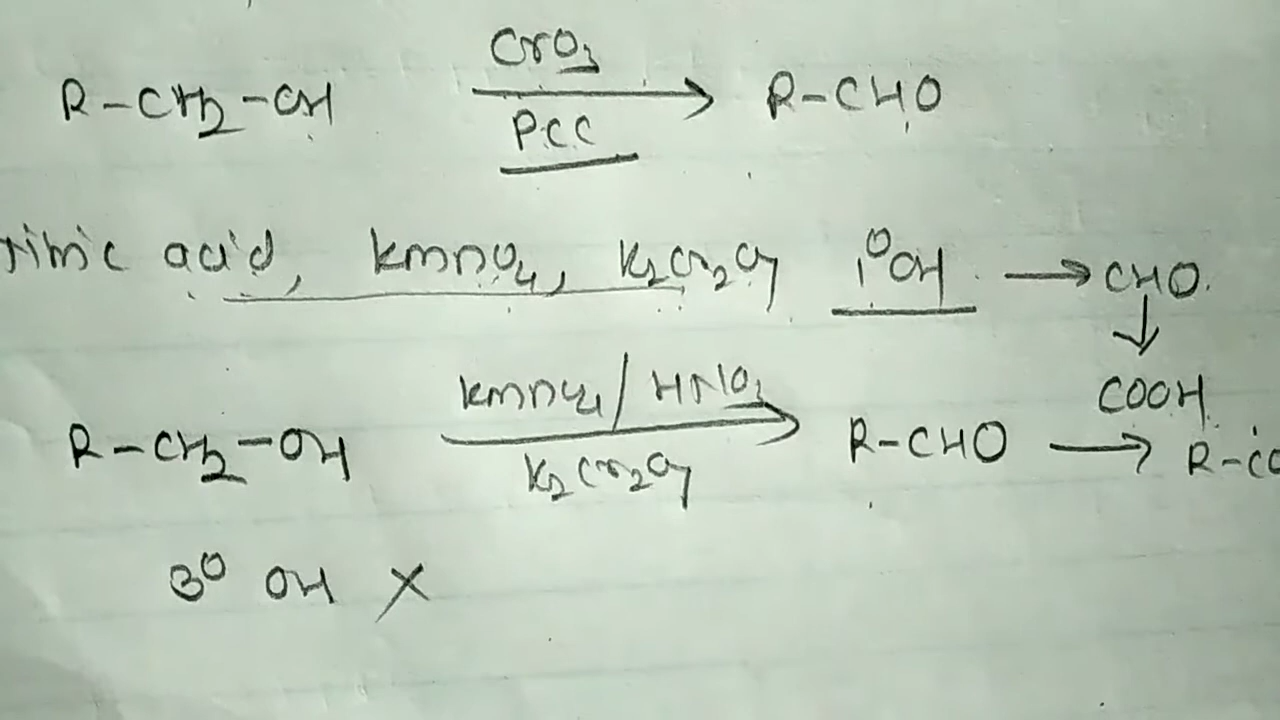 CrO3
R-CH2-OH → R-CHO
PCC
acid, KMnO4, K2Cr2O7 1°OH → CHO.
↓
COOH
KMnO4 / HNO3
R-CH2-OH → R-CHO → R-CO
K2Cr2O7
3° OH X